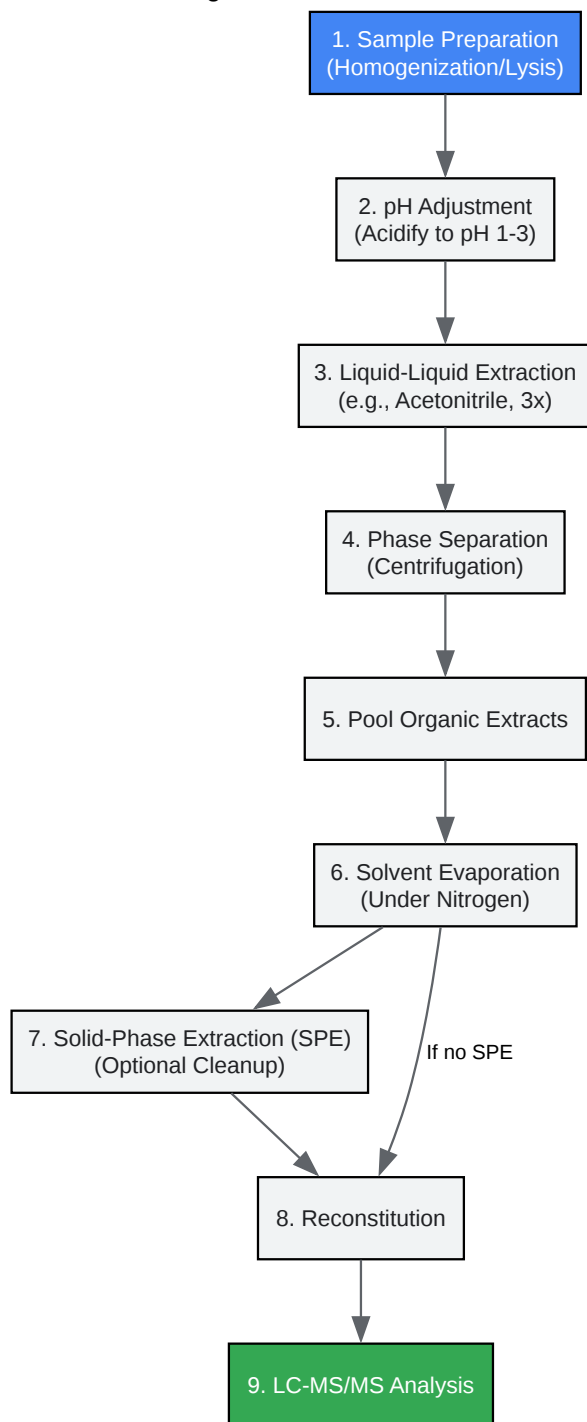 1. Sample Preparation
(Homogenization/Lysis)
2. pH Adjustment
(Acidify to pH 1-3)
3. Liquid-Liquid Extraction
(e.g., Acetonitrile, 3x)
4. Phase Separation
(Centrifugation)
5. Pool Organic Extracts
6. Solvent Evaporation
(Under Nitrogen)
7. Solid-Phase Extraction (SPE)
(Optional Cleanup)
If no SPE
8. Reconstitution
9. LC-MS/MS Analysis